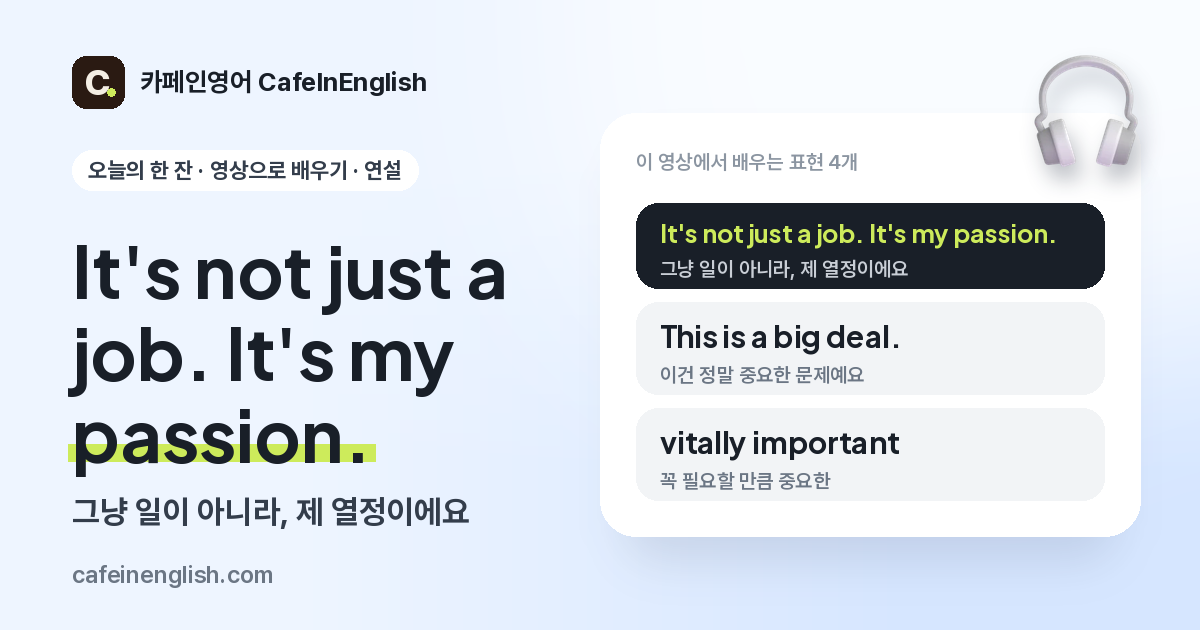 C
카페인영어 CafeInEnglish
오늘의 한 잔 · 영상으로 배우기 · 연설
It's not just a
job. It's my
passion.
그냥 일이 아니라, 제 열정이에요
cafeinenglish.com
이 영상에서 배우는 표현 4개
It's not just a job. It's my passion.
그냥 일이 아니라, 제 열정이에요
This is a big deal.
이건 정말 중요한 문제예요
vitally important
꼭 필요할 만큼 중요한